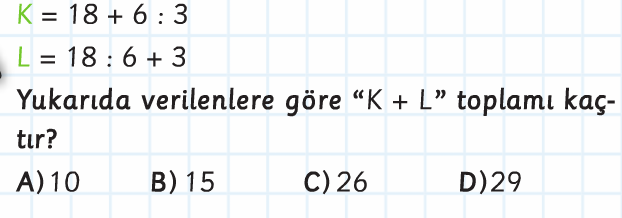 K = 18 + 6 : 3
L = 18 : 6 + 3
Yukarıda verilenlere göre “K + L” toplamı kaç-
tır?
A) 10 B) 15 C) 26 D) 29